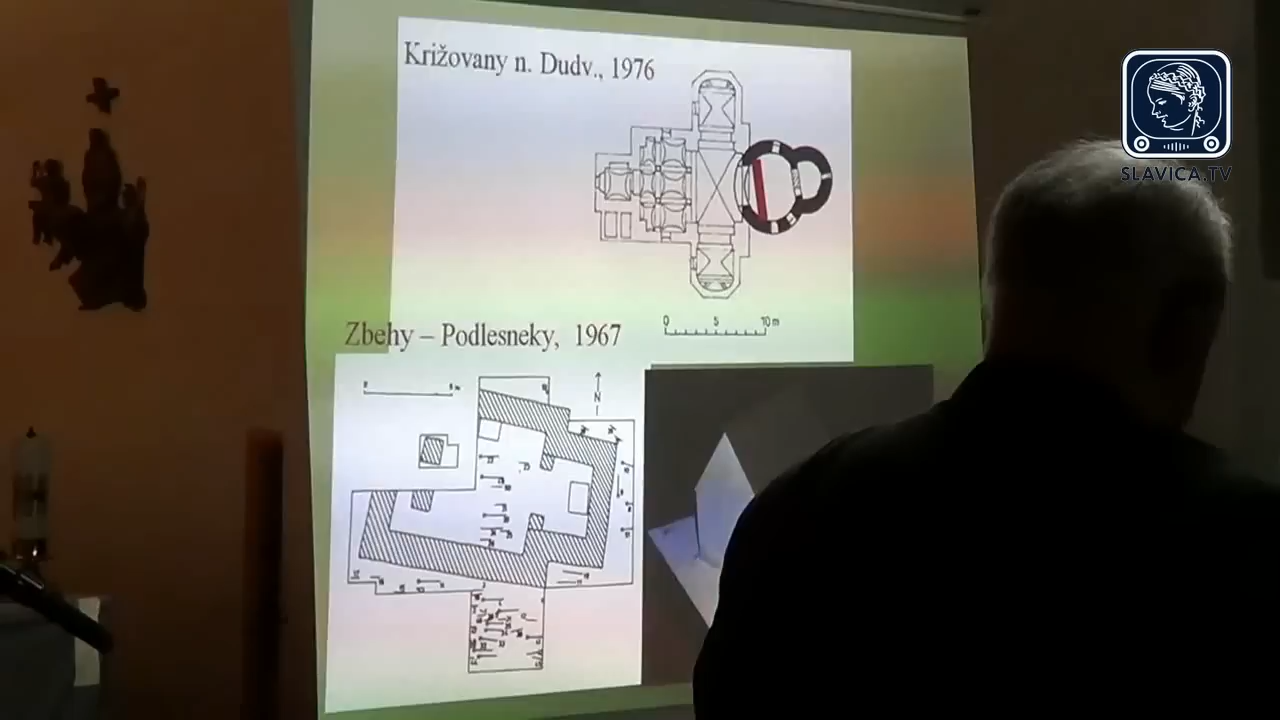 Križovany n. Dudv., 1976
SLAVICA.TV
0 5 10 m
Zbehy – Podlesneky, 1967
N